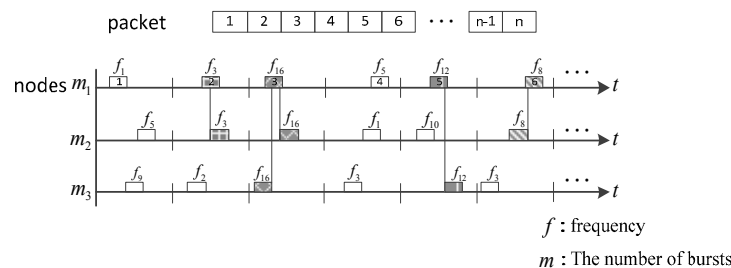 packet 1 2 3 4 5 6 ··· n-1 n
f1 f3 f16 f5 f12 f8
nodes m1 1 2 3 4 5 6 ··· t
f5 f3 f16 f1 f10 f8
m2 ··· t
f9 f2 f16 f3 f12 f3
m3 ··· t
f : frequency
m : The number of bursts